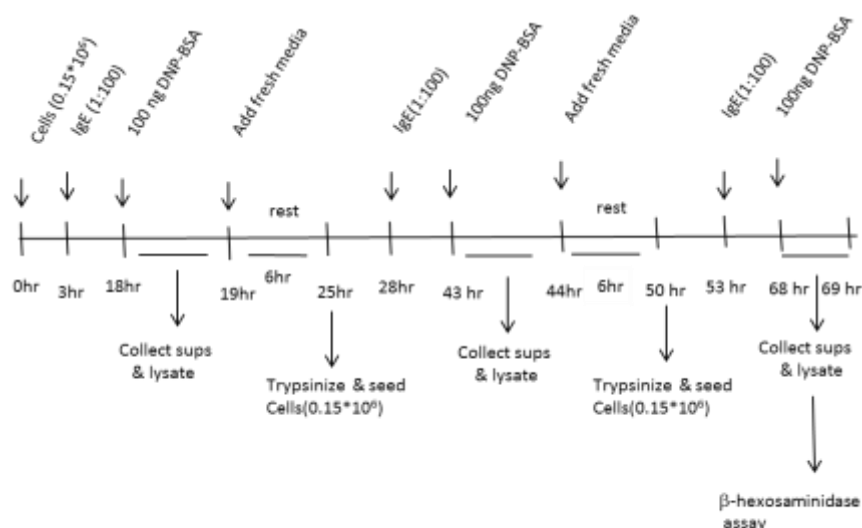 Cells (0.15*10⁶)
IgE (1:100)
100 ng DNP-BSA
Add fresh media
IgE(1:100)
100ng DNP-BSA
Add fresh media
IgE(1:100)
100ng DNP-BSA
rest
rest
6hr
6hr
0hr
3hr
18hr
19hr
25hr
28hr
43 hr
44hr
50 hr
53 hr
68 hr
69 hr
Collect sups
& lysate
Trypsinize & seed
Cells(0.15*10⁶)
Collect sups
& lysate
Trypsinize & seed
Cells(0.15*10⁶)
Collect sups
& lysate
β-hexosaminidase
assay